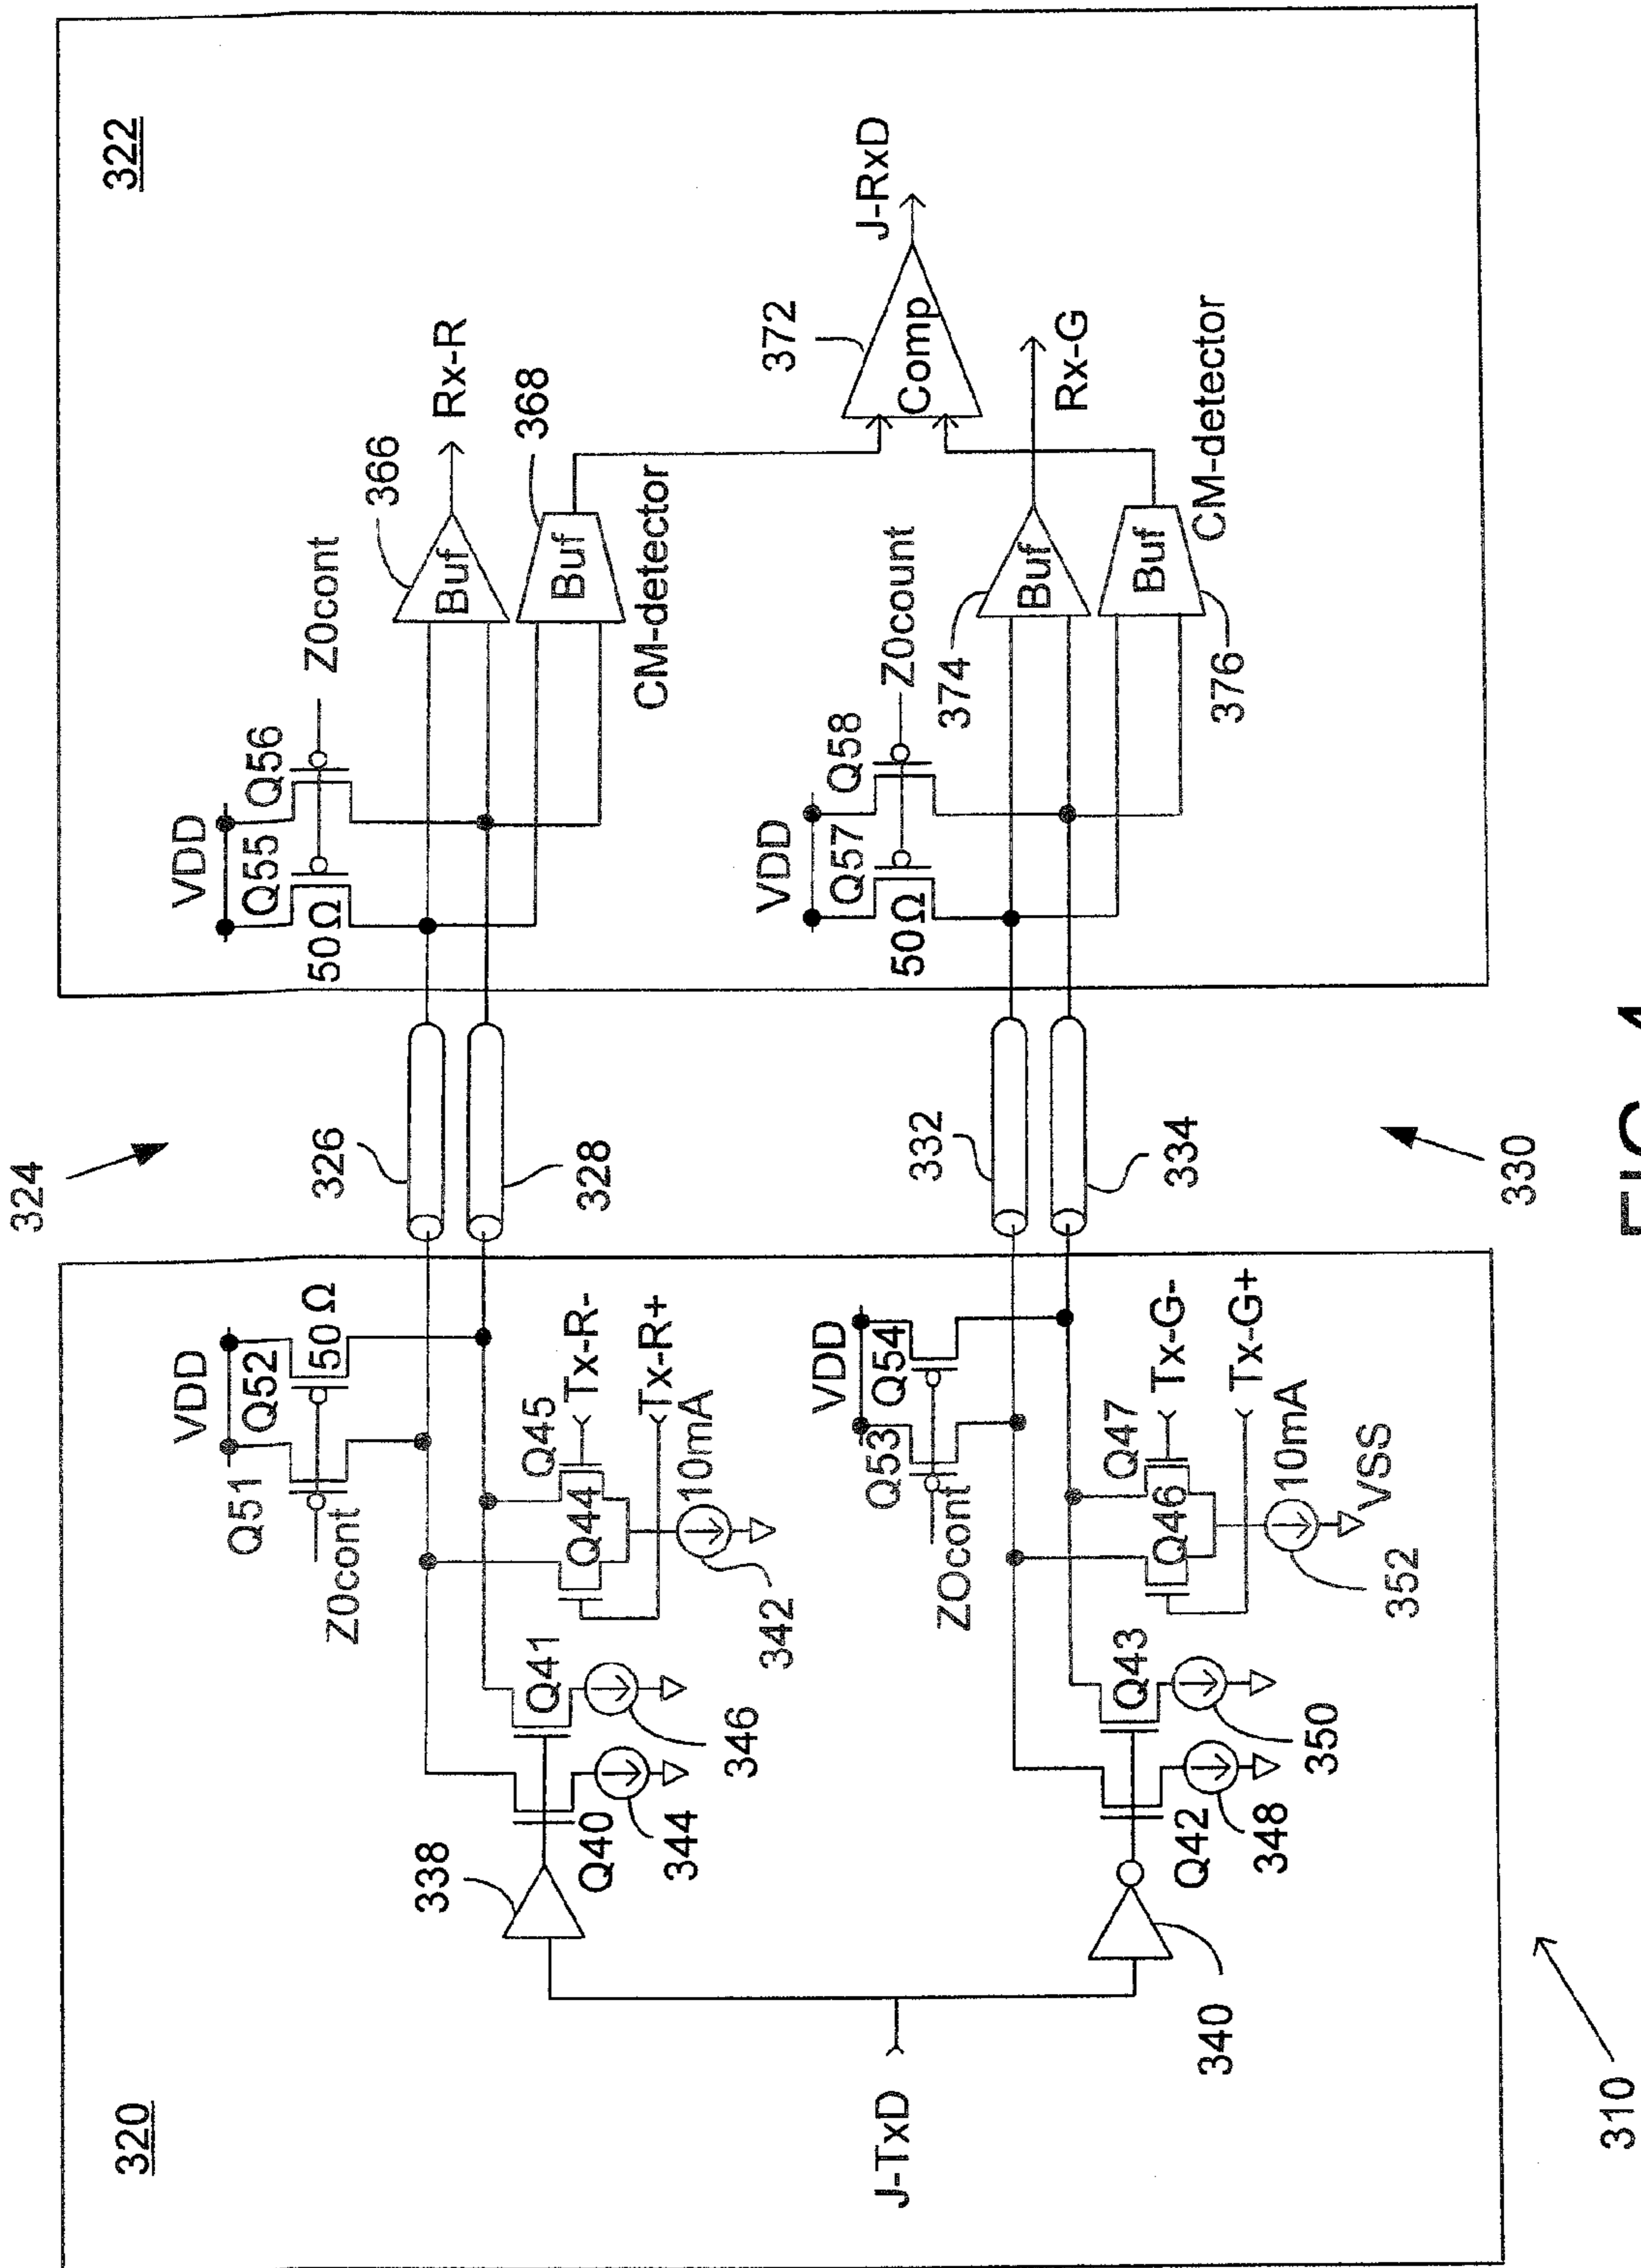 324
330
310
320
322
J-TxD
338
340
Q40
344
Q41
346
Q42
348
Q43
350
Q51
VDD
Q52
50Ω
Z0cont
Q44
Q45
Tx-R-
Tx-R+
10mA
342
VDD
Q53
Q54
ZOcont
Q46
Q47
Tx-G-
Tx-G+
10mA
VSS
352
326
328
332
334
VDD
Q55
Q56
50Ω
Z0cont
366
Buf
Rx-R
368
Buf
CM-detector
372
Comp
J-RxD
VDD
Q57
Q58
50Ω
Z0count
374
Buf
Rx-G
376
Buf
CM-detector